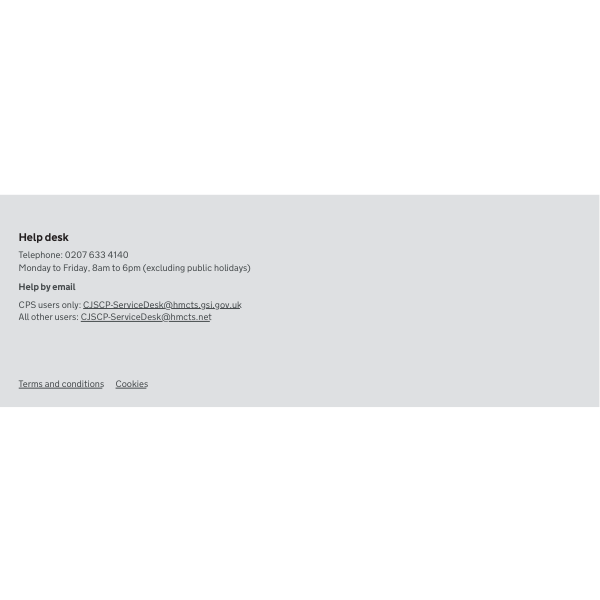 Help desk
Telephone: 0207 633 4140
Monday to Friday, 8am to 6pm (excluding public holidays)
Help by email
CPS users only: CJSCP-ServiceDesk@hmcts.gsi.gov.uk
All other users: CJSCP-ServiceDesk@hmcts.net
Terms and conditions Cookies